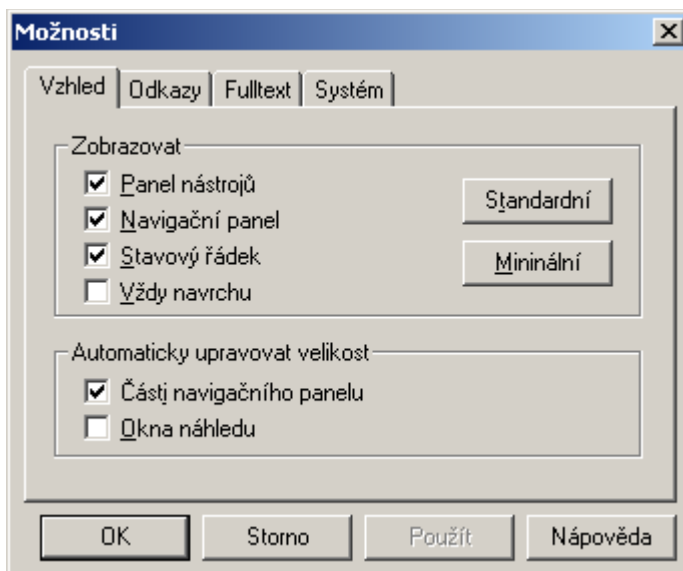 Možnosti
Vzhled Odkazy Fulltext Systém
Zobrazovat
Panel nástrojů
Standardní
Navigační panel
Stavový řádek
Mininální
Vždy navrchu
Automaticky upravovat velikost
Části navigačního panelu
Okna náhledu
OK Storno Použít Nápověda